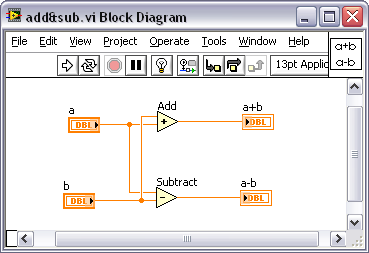 add&sub.vi Block Diagram
File Edit View Project Operate Tools Window Help
a+b
a-b
13pt Applic
a
DBL
Add
+
a+b
DBL
b
DBL
Subtract
-
a-b
DBL